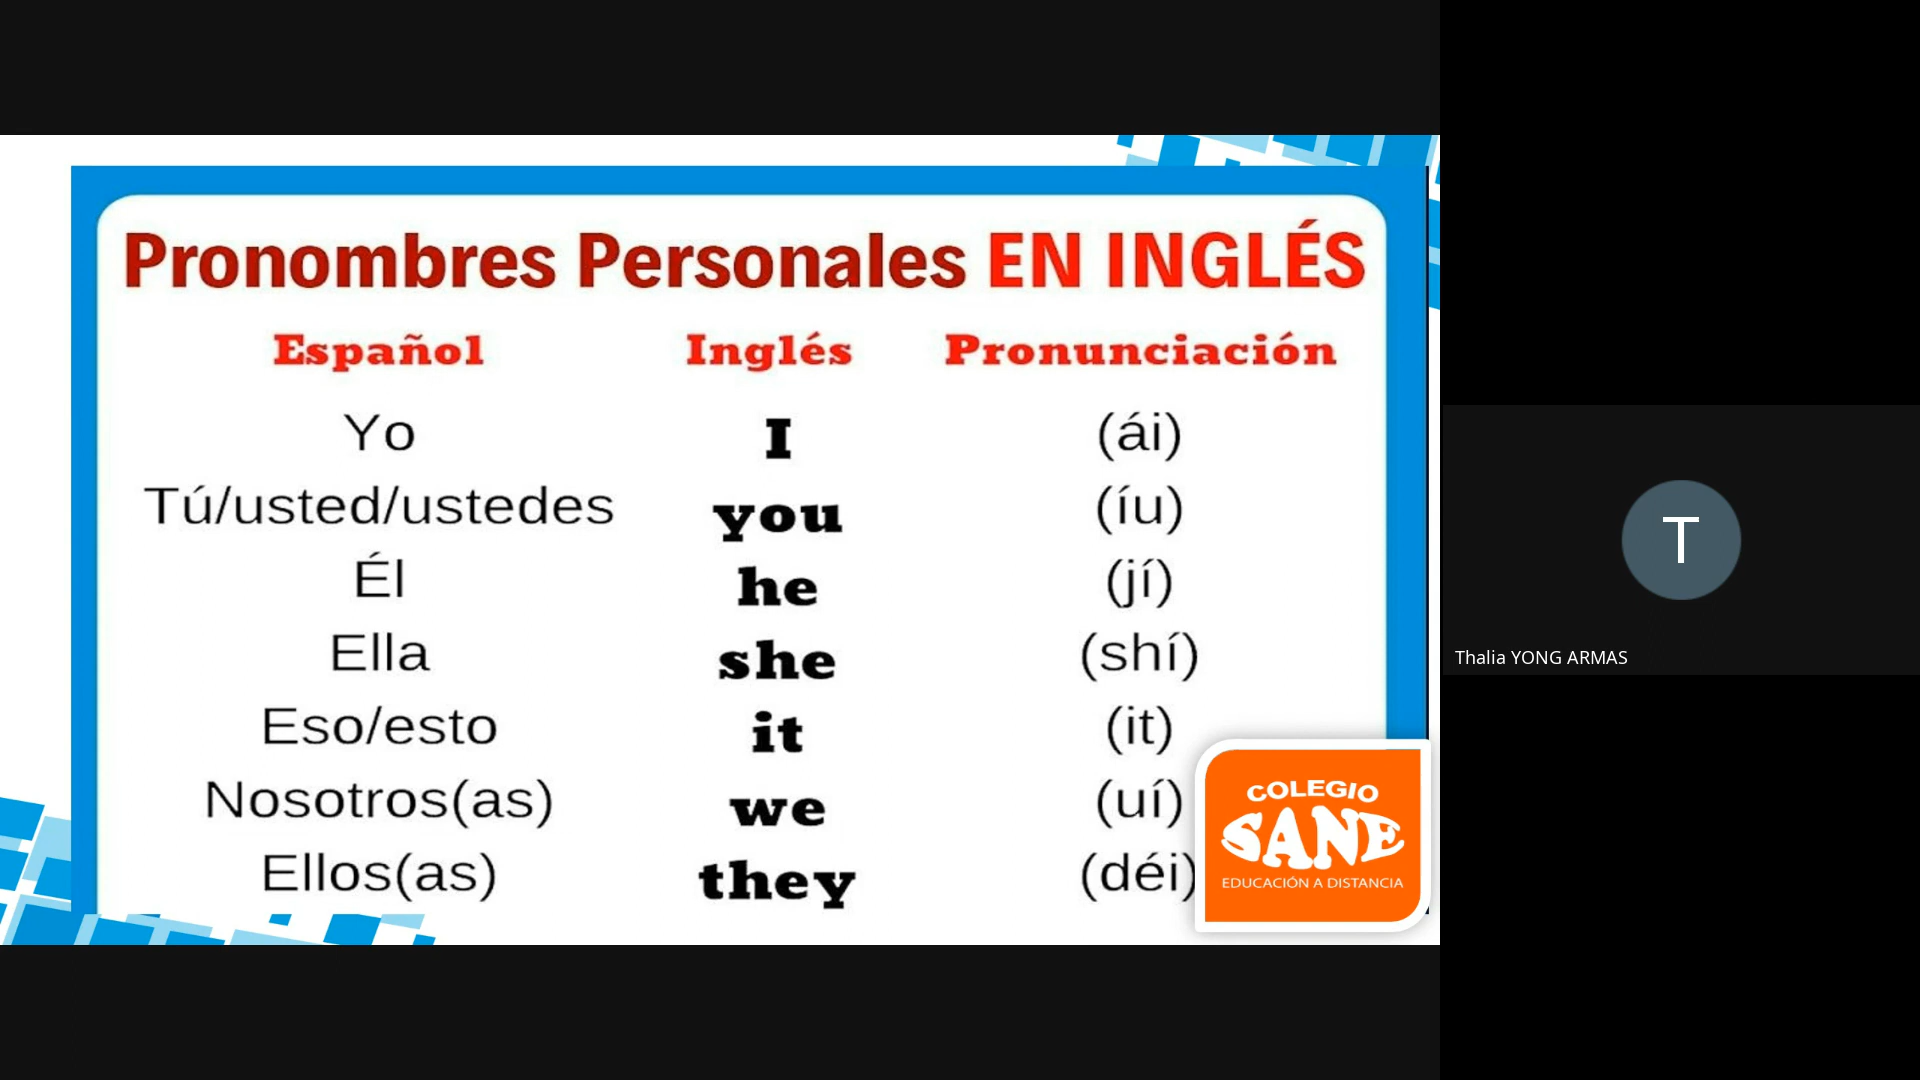 Pronombres Personales EN INGLÉS
Español Inglés Pronunciación
Yo I (ái)
Tú/usted/ustedes you (íu)
Él he (jí)
Ella she (shí)
Eso/esto it (it)
Nosotros(as) we (uí)
Ellos(as) they (déi)
COLEGIO
SANE
EDUCACIÓN A DISTANCIA
T
Thalia YONG ARMAS